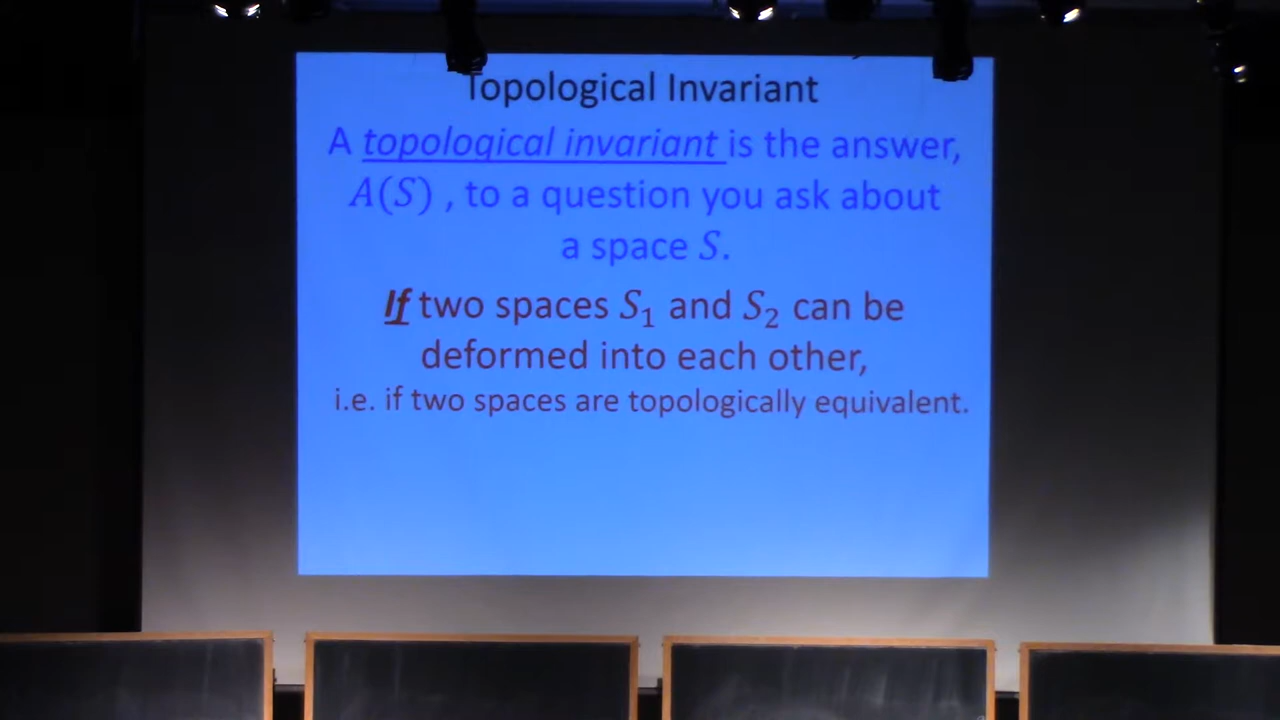 Topological Invariant
A topological invariant is the answer,
A(S) , to a question you ask about
a space S.
If two spaces S₁ and S₂ can be
deformed into each other,
i.e. if two spaces are topologically equivalent.